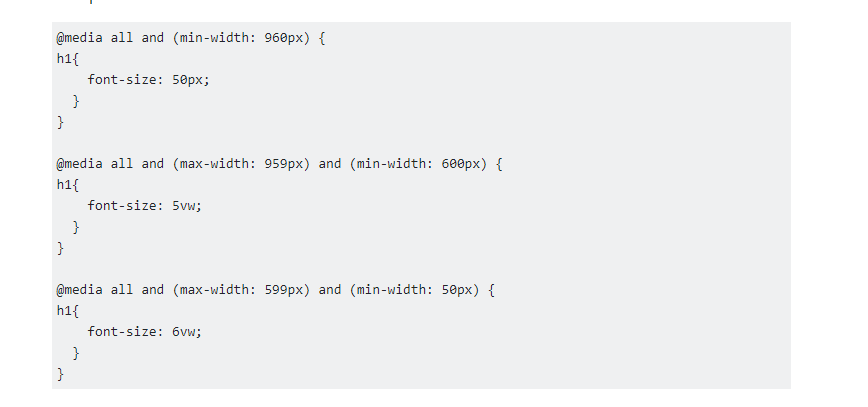 @media all and (min-width: 960px) {
h1{
    font-size: 50px;
  }
}

@media all and (max-width: 959px) and (min-width: 600px) {
h1{
    font-size: 5vw;
  }
}

@media all and (max-width: 599px) and (min-width: 50px) {
h1{
    font-size: 6vw;
  }
}